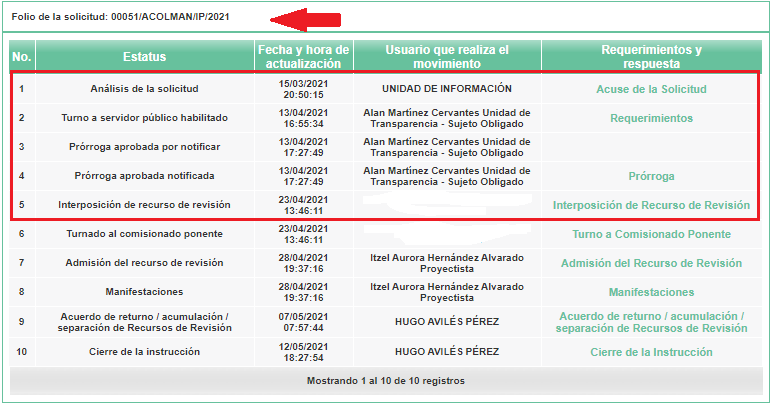 Folio de la solicitud: 00051/ACOLMAN/IP/2021
No. Estatus Fecha y hora de actualización Usuario que realiza el movimiento Requerimientos y respuesta
1 Análisis de la solicitud 15/03/2021 20:50:15 UNIDAD DE INFORMACIÓN Acuse de la Solicitud
2 Turno a servidor público habilitado 13/04/2021 16:55:34 Alan Martínez Cervantes Unidad de Transparencia - Sujeto Obligado Requerimientos
3 Prórroga aprobada por notificar 13/04/2021 17:27:49 Alan Martínez Cervantes Unidad de Transparencia - Sujeto Obligado
4 Prórroga aprobada notificada 13/04/2021 17:27:49 Alan Martínez Cervantes Unidad de Transparencia - Sujeto Obligado Prórroga
5 Interposición de recurso de revisión 23/04/2021 13:46:11 Interposición de Recurso de Revisión
6 Turnado al comisionado ponente 23/04/2021 13:46:11 Turno a Comisionado Ponente
7 Admisión del recurso de revisión 28/04/2021 19:37:16 Itzel Aurora Hernández Alvarado Proyectista Admisión del Recurso de Revisión
8 Manifestaciones 28/04/2021 19:37:16 Itzel Aurora Hernández Alvarado Proyectista Manifestaciones
9 Acuerdo de returno / acumulación / separación de Recursos de Revisión 07/05/2021 07:57:44 HUGO AVILÉS PÉREZ Acuerdo de returno / acumulación / separación de Recursos de Revisión
10 Cierre de la instrucción 12/05/2021 18:27:54 HUGO AVILÉS PÉREZ Cierre de la Instrucción
Mostrando 1 al 10 de 10 registros